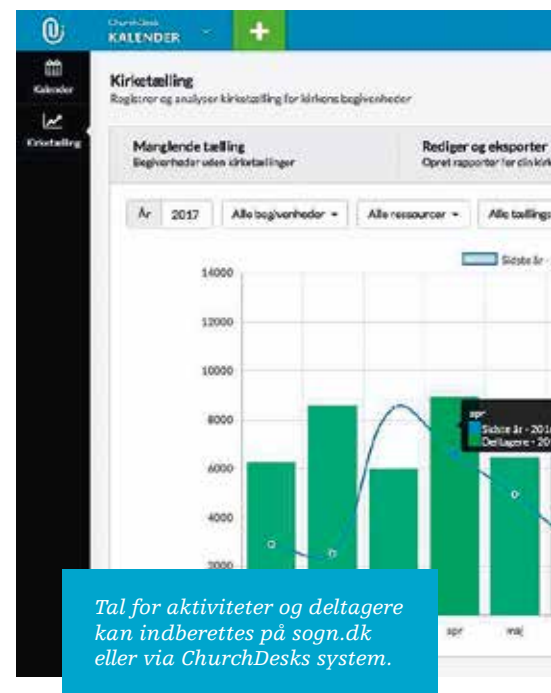 ChurchDesk
KALENDER
Kalender
Kirketælling
Kirketælling
Registrer og analyser kirketælling for kirkens begivenheder
Manglende tælling
Begivenheder uden kirketællinger
Rediger og eksporter
Opret rapporter for din kirk
År 2017
Alle begivenheder
Alle ressourcer
Alle tællings
Sidste år -
14000
12000
10000
8000
6000
4000
2000
apr
Sidste år - 2016
Deltagere - 20
apr
maj
Tal for aktiviteter og deltagere
kan indberettes på sogn.dk
eller via ChurchDesks system.